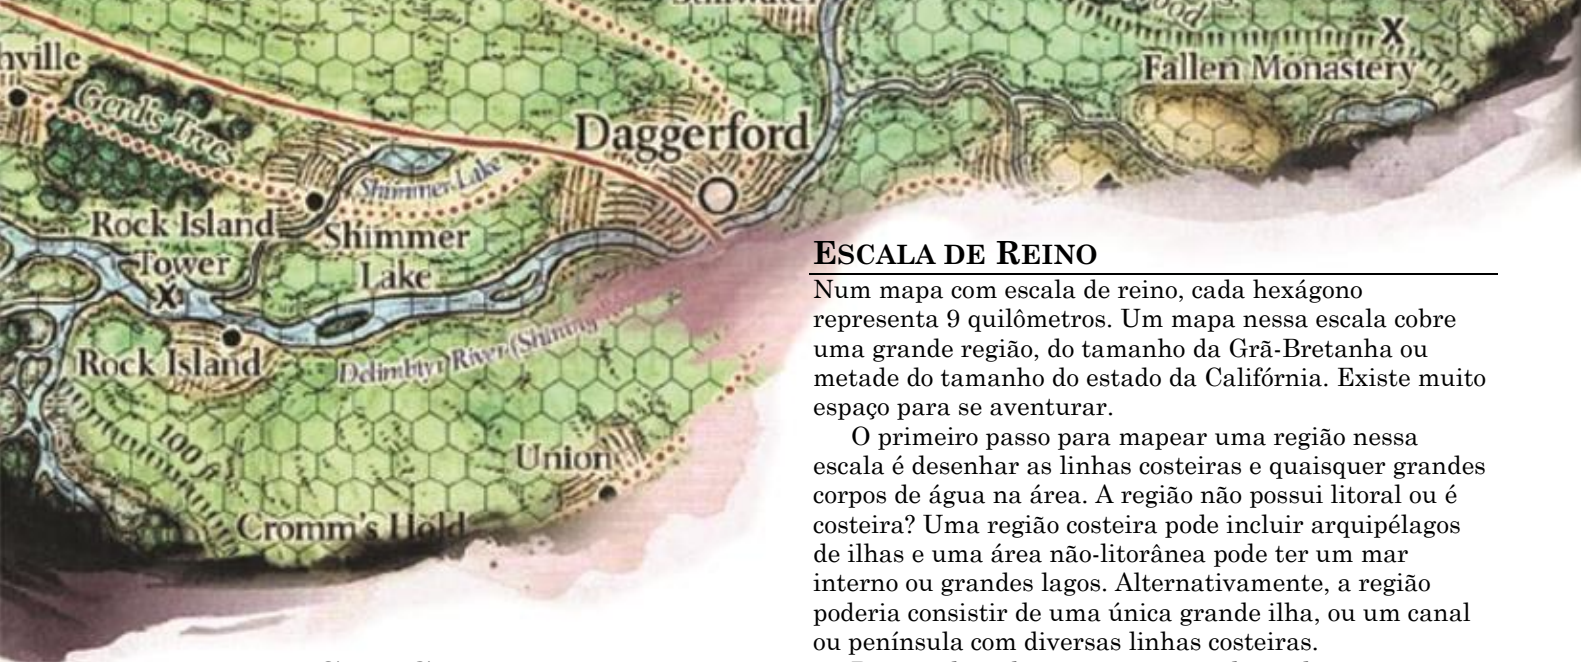 Wood
X
Fallen Monastery
Gerdis Trees
Daggerford
Shimmer Lake
Rock Island
Tower
X
Shimmer
Lake
Rock Island
Delimbiyr River (Shining
100 ft.
Union
Cromm's Hold
ESCALA DE REINO
Num mapa com escala de reino, cada hexágono
representa 9 quilômetros. Um mapa nessa escala cobre
uma grande região, do tamanho da Grã-Bretanha ou
metade do tamanho do estado da Califórnia. Existe muito
espaço para se aventurar.
O primeiro passo para mapear uma região nessa
escala é desenhar as linhas costeiras e quaisquer grandes
corpos de água na área. A região não possui litoral ou é
costeira? Uma região costeira pode incluir arquipélagos
de ilhas e uma área não-litorânea pode ter um mar
interno ou grandes lagos. Alternativamente, a região
poderia consistir de uma única grande ilha, ou um canal
ou península com diversas linhas costeiras.